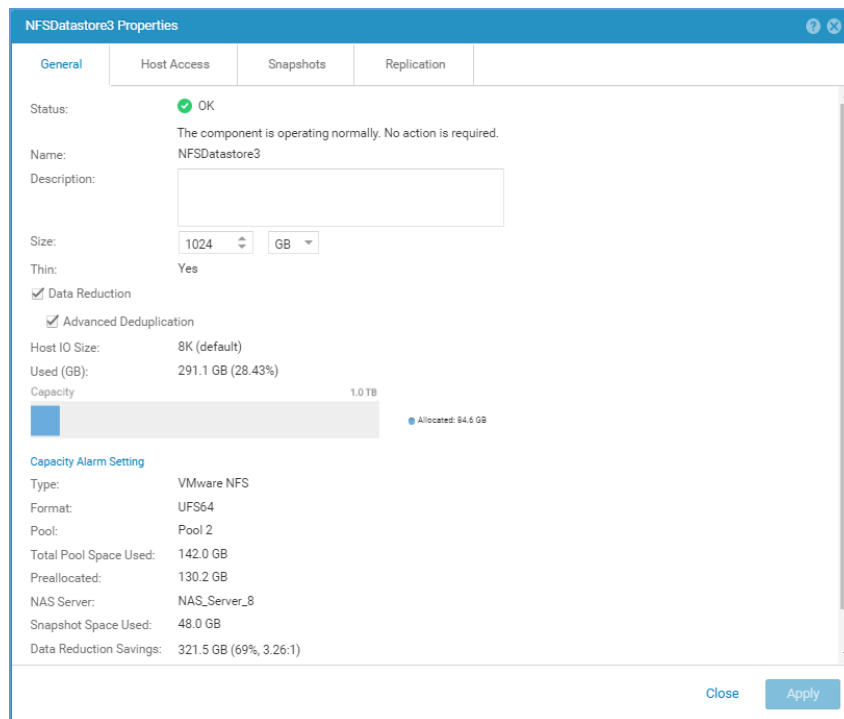 NFSDatastore3 Properties
General Host Access Snapshots Replication
Status: OK
The component is operating normally. No action is required.
Name: NFSDatastore3
Description:
Size: 1024 GB
Thin: Yes
Data Reduction
Advanced Deduplication
Host IO Size: 8K (default)
Used (GB): 291.1 GB (28.43%)
Capacity 1.0 TB
Allocated: 84.6 GB
Capacity Alarm Setting
Type: VMware NFS
Format: UFS64
Pool: Pool 2
Total Pool Space Used: 142.0 GB
Preallocated: 130.2 GB
NAS Server: NAS_Server_8
Snapshot Space Used: 48.0 GB
Data Reduction Savings: 321.5 GB (69%, 3.26:1)
Close Apply